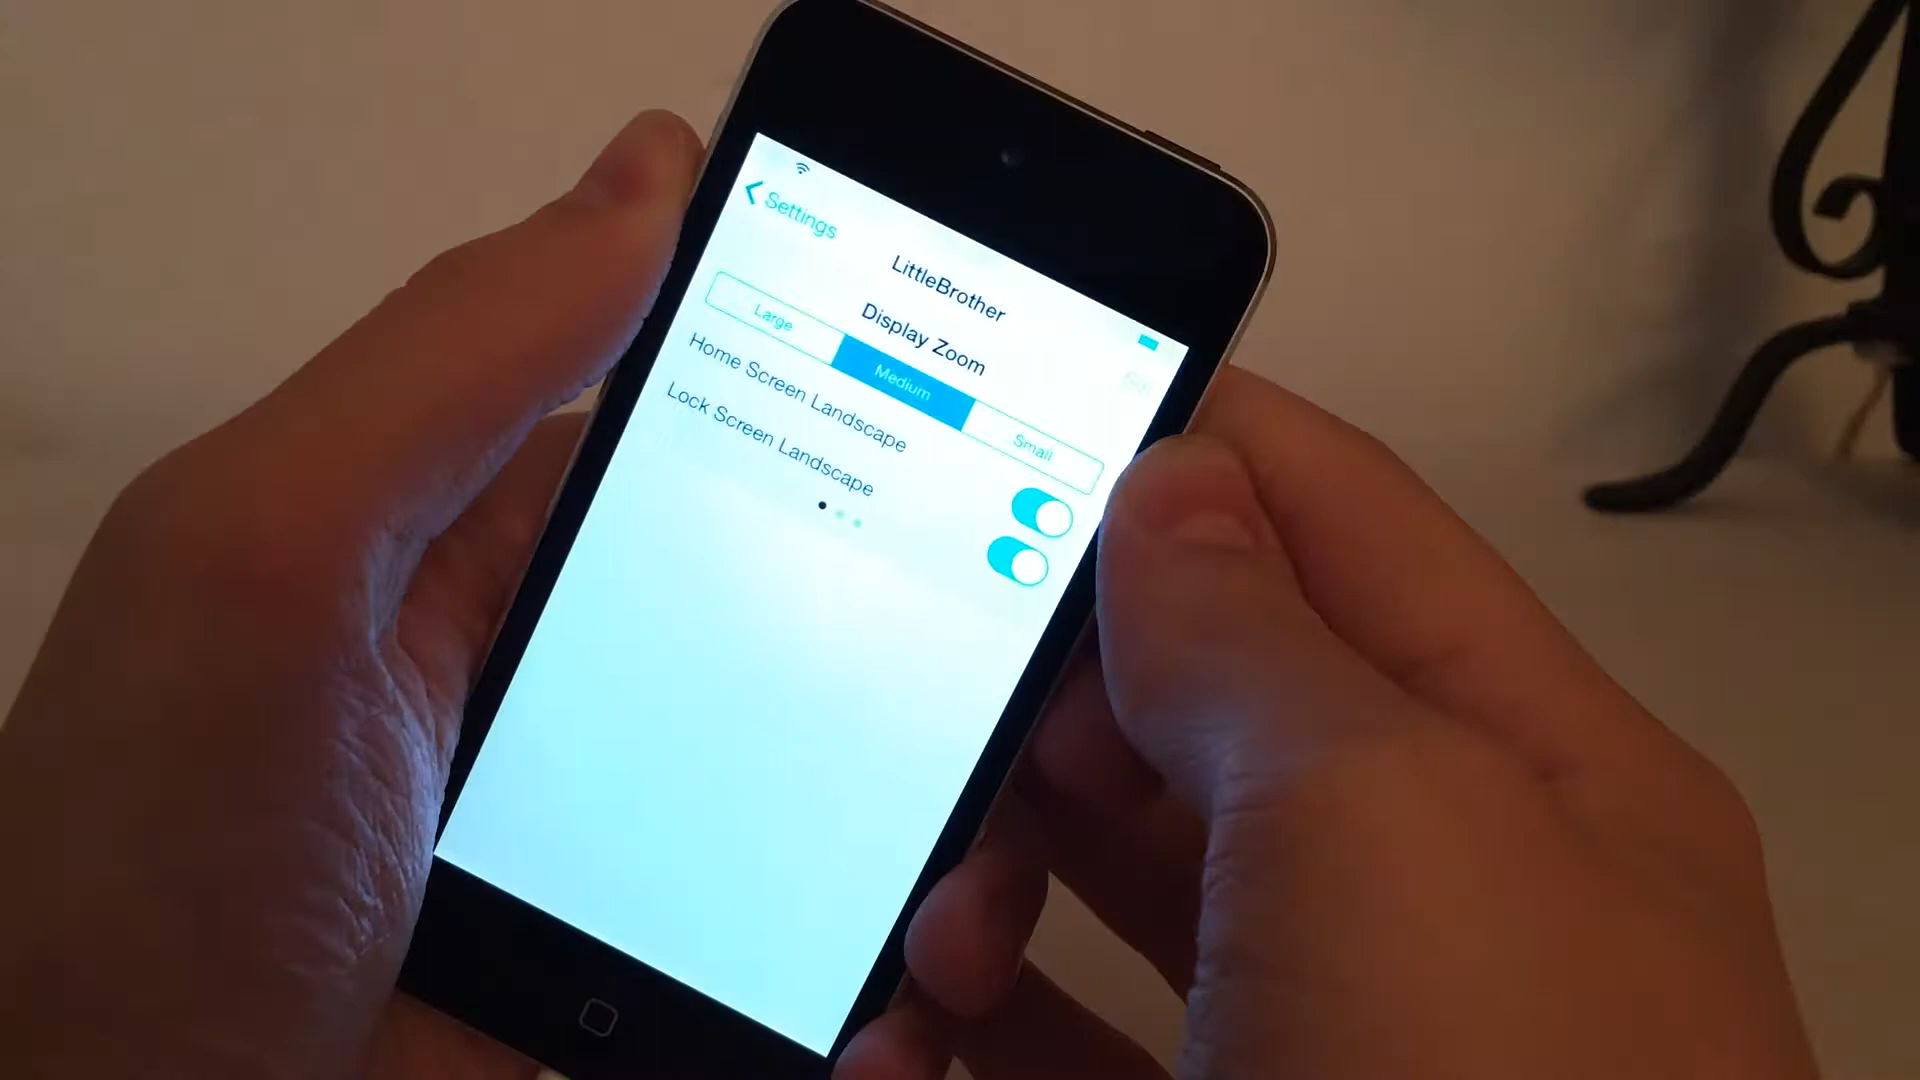 Settings
LittleBrother
Display Zoom
Large Medium Small
Home Screen Landscape
Lock Screen Landscape